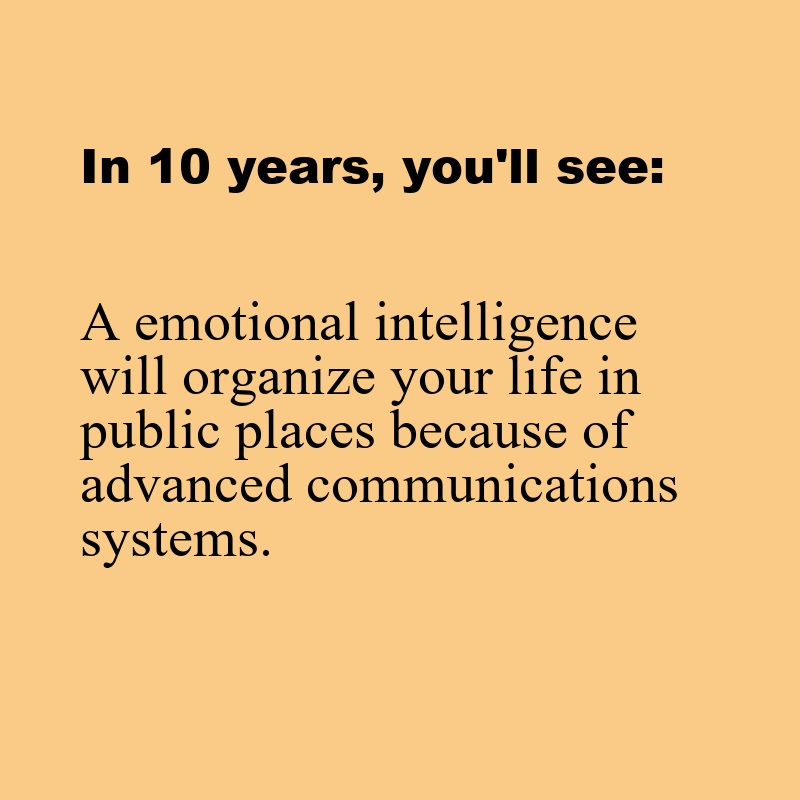 In 10 years, you'll see:
A emotional intelligence
will organize your life in
public places because of
advanced communications
systems.